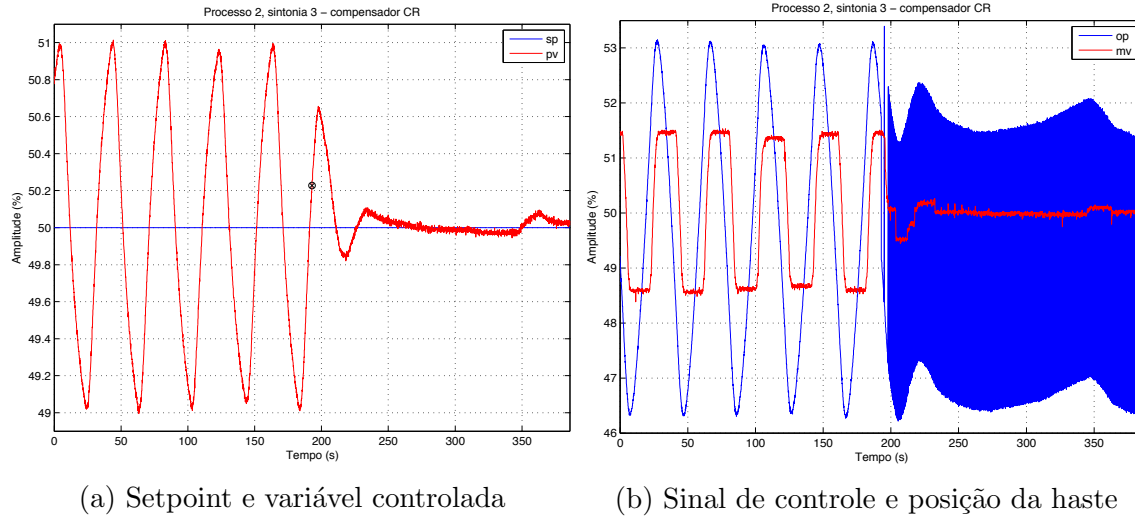 Processo 2, sintonia 3 − compensador CR
sp
pv
51
50.8
50.6
50.4
50.2
50
49.8
49.6
49.4
49.2
49
Amplitude (%)
0 50 100 150 200 250 300 350
Tempo (s)
(a) Setpoint e variável controlada
Processo 2, sintonia 3 − compensador CR
op
mv
53
52
51
50
49
48
47
46
Amplitude (%)
0 50 100 150 200 250 300 350
Tempo (s)
(b) Sinal de controle e posição da haste